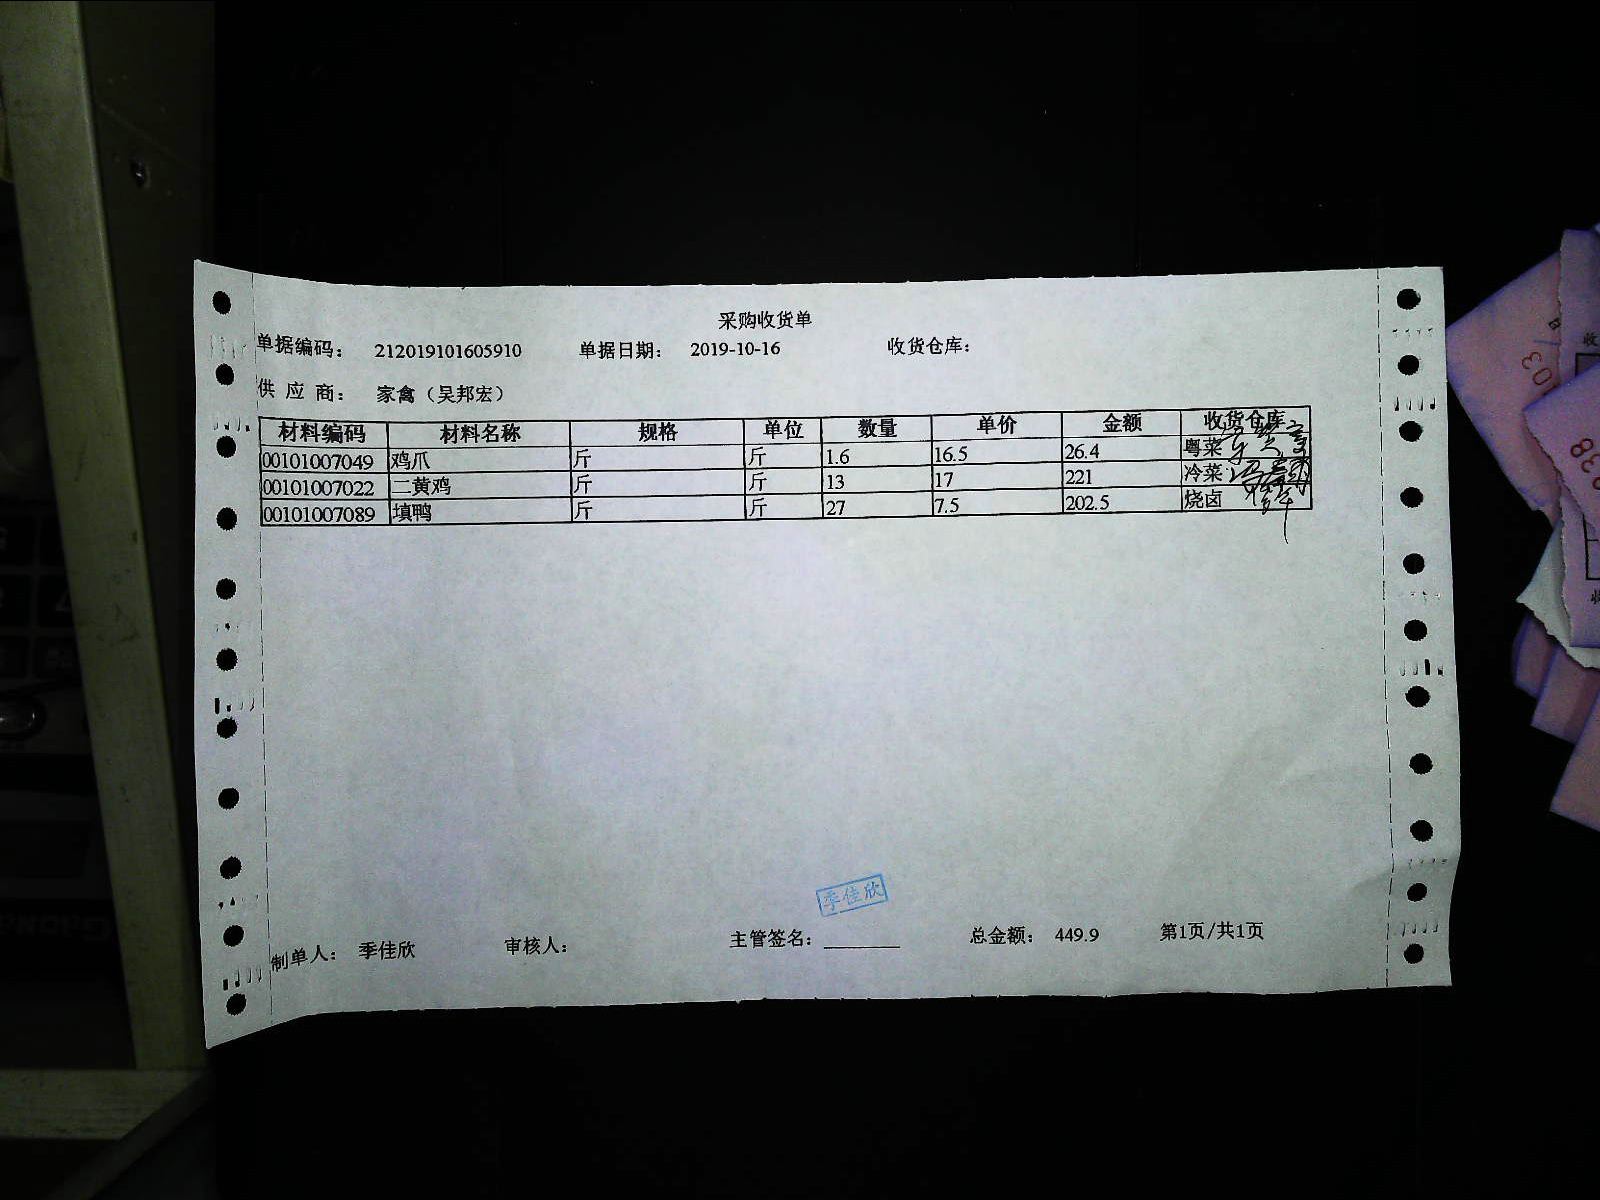 采购收货单
单据编码： 212019101605910 单据日期： 2019-10-16 收货仓库：
供 应 商： 家禽（吴邦宏）
材料编码 材料名称 规格 单位 数量 单价 金额 收货仓库
00101007049 鸡爪 斤 斤 1.6 16.5 26.4 粤菜
00101007022 二黄鸡 斤 斤 13 17 221 冷菜
00101007089 填鸭 斤 斤 27 7.5 202.5 烧卤
季佳欣
制单人： 季佳欣 审核人： 主管签名： 总金额： 449.9 第1页/共1页